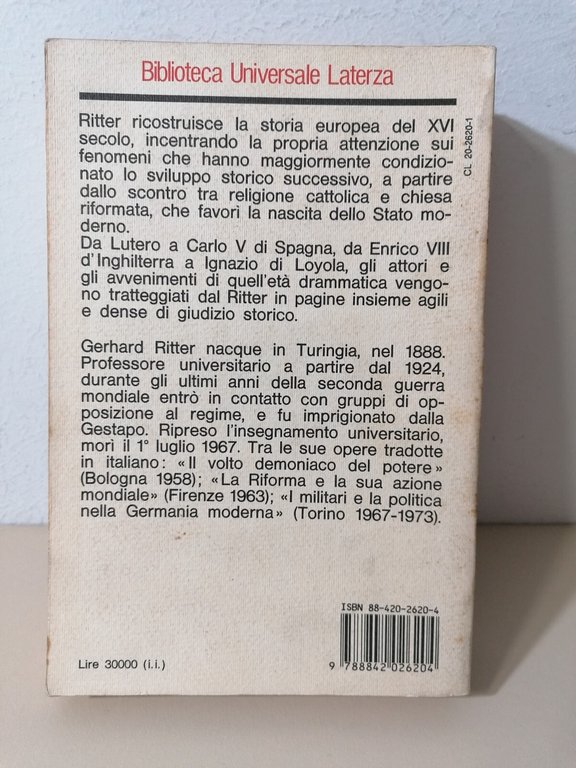 Biblioteca Universale Laterza
Ritter ricostruisce la storia europea del XVI
secolo, incentrando la propria attenzione sui
fenomeni che hanno maggiormente condizio-
nato lo sviluppo storico successivo, a partire
dallo scontro tra religione cattolica e chiesa
riformata, che favorì la nascita dello Stato mo-
derno.
Da Lutero a Carlo V di Spagna, da Enrico VIII
d'Inghilterra a Ignazio di Loyola, gli attori e
gli avvenimenti di quell'età drammatica vengo-
no tratteggiati dal Ritter in pagine insieme agili
e dense di giudizio storico.
Gerhard Ritter nacque in Turingia, nel 1888.
Professore universitario a partire dal 1924,
durante gli ultimi anni della seconda guerra
mondiale entrò in contatto con gruppi di op-
posizione al regime, e fu imprigionato dalla
Gestapo. Ripreso l'insegnamento universitario,
morì il 1° luglio 1967. Tra le sue opere tradotte
in italiano: «Il volto demoniaco del potere»
(Bologna 1958); «La Riforma e la sua azione
mondiale» (Firenze 1963); «I militari e la politica
nella Germania moderna» (Torino 1967-1973).
CL 20-2620-1
ISBN 88-420-2620-4
9 788842 026204
Lire 30000 (i.i.)